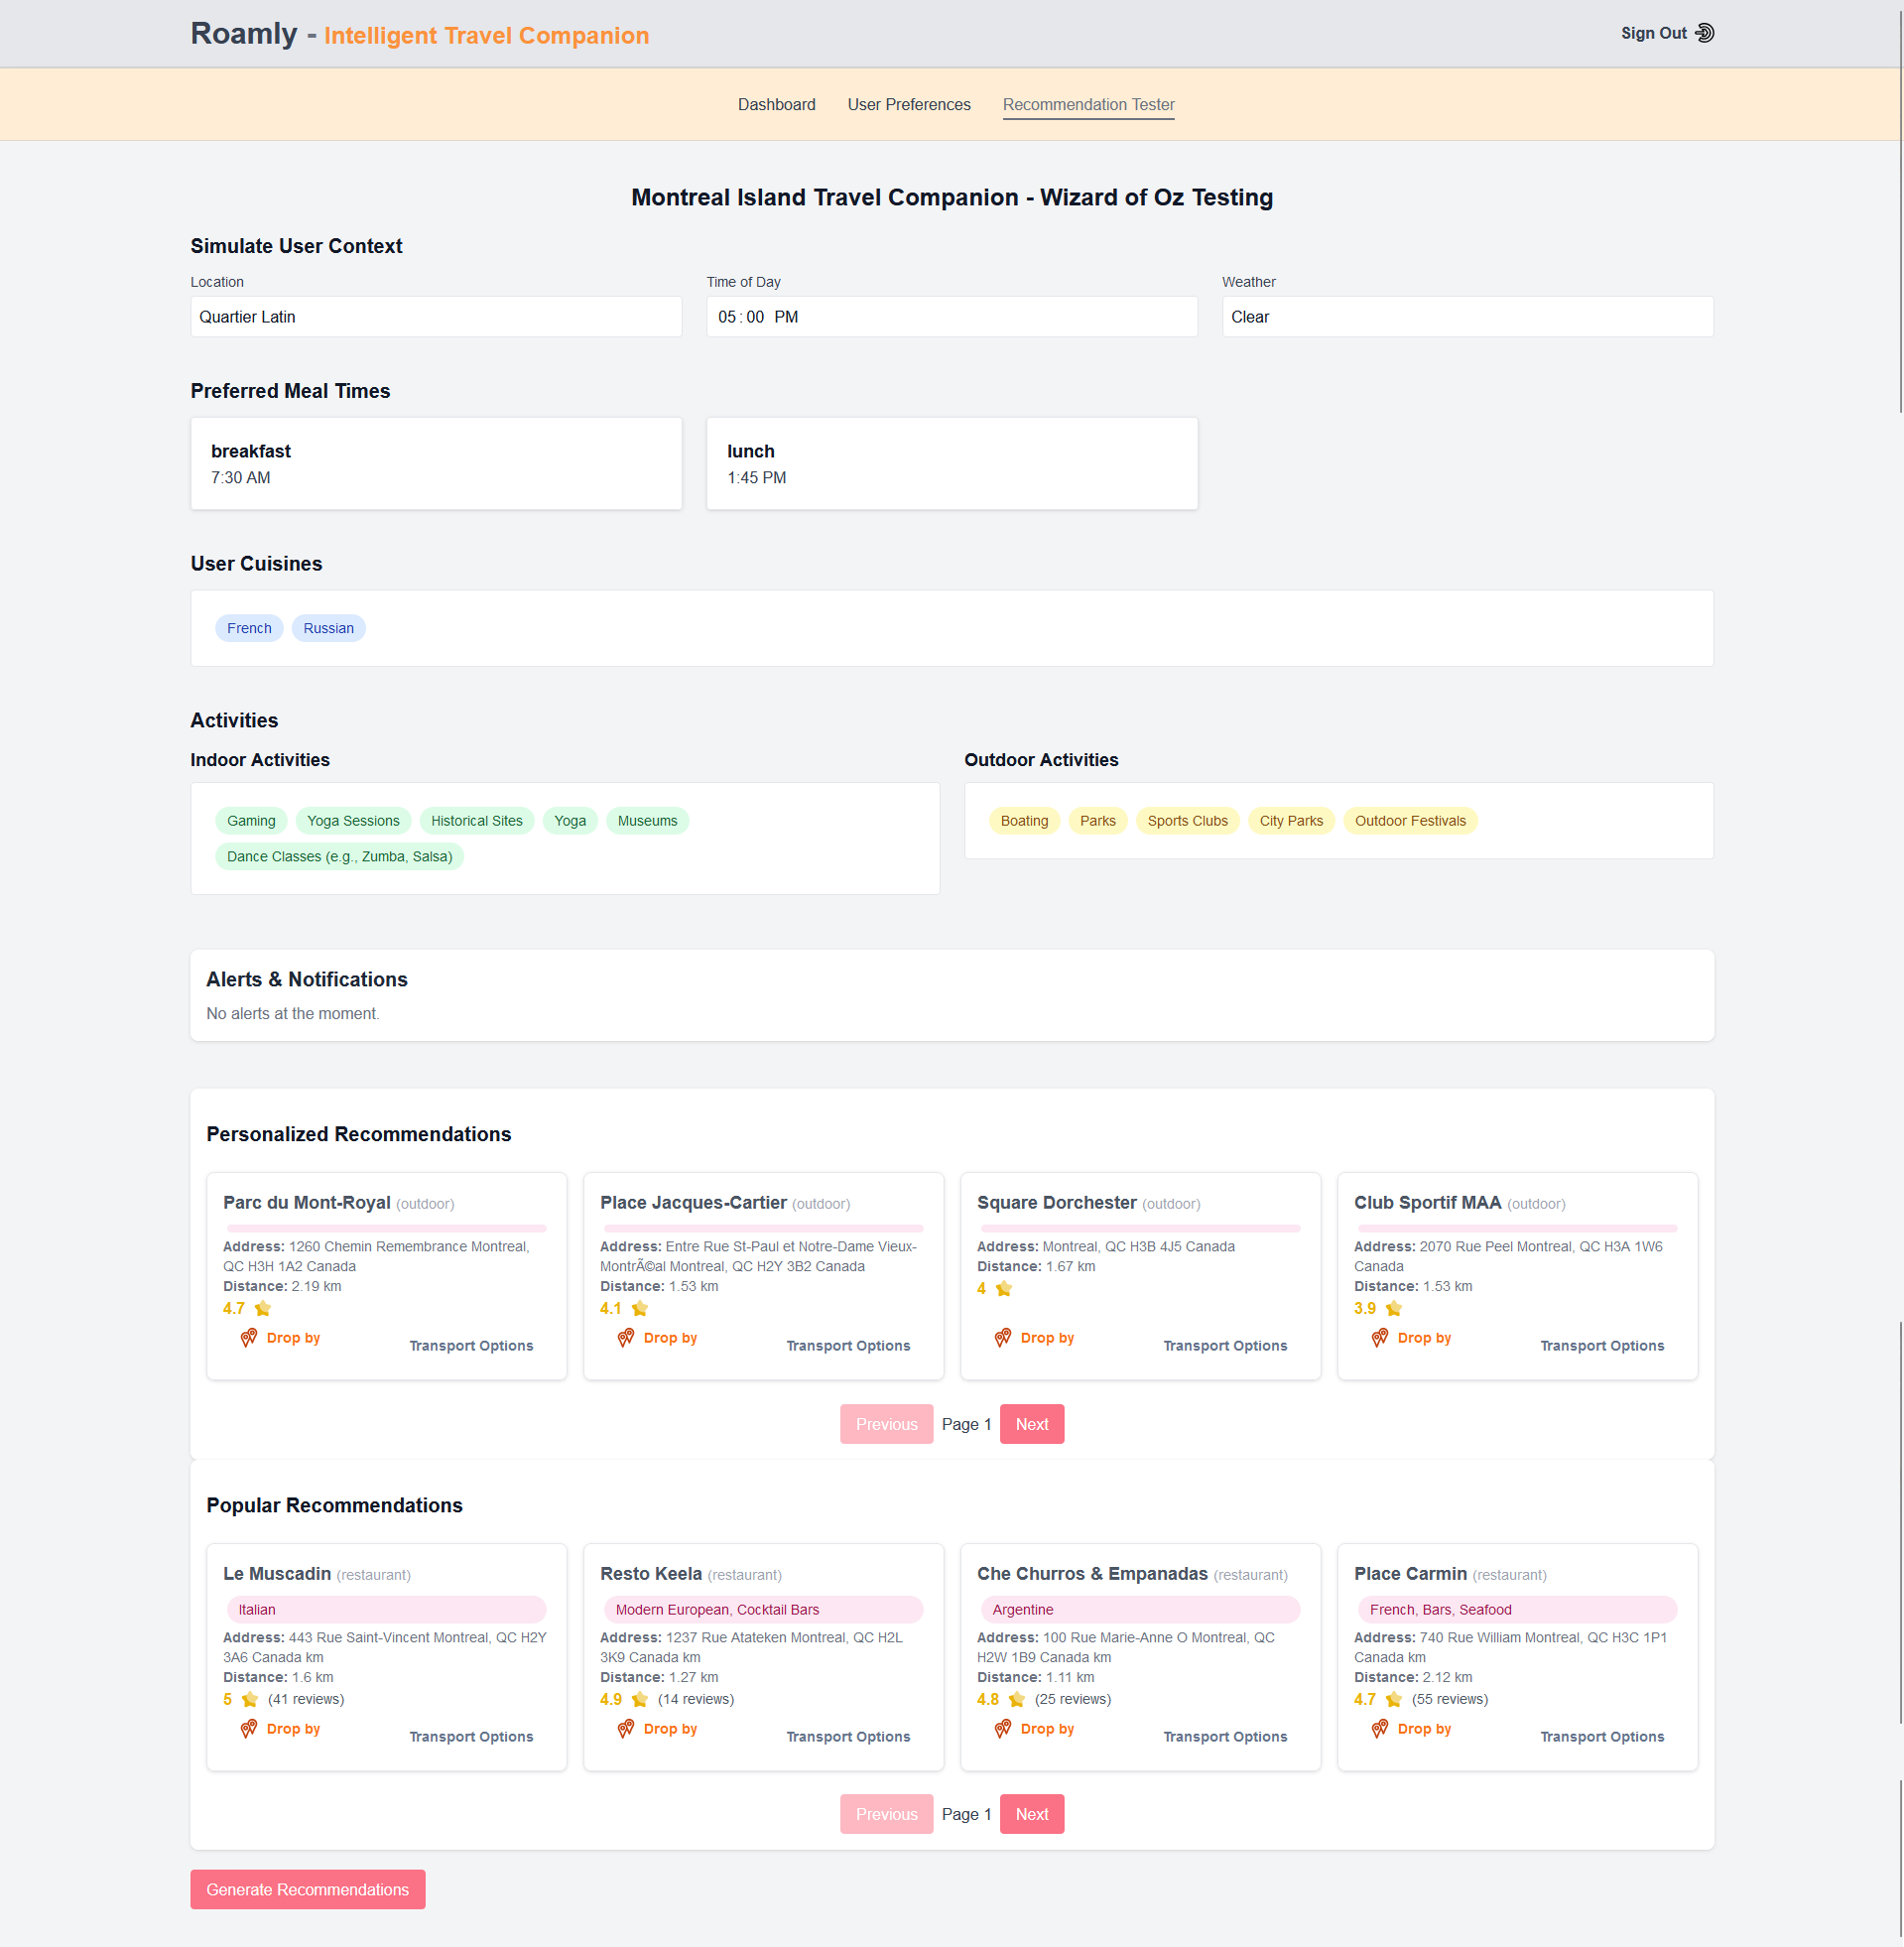 Roamly - Intelligent Travel Companion
Sign Out
Dashboard User Preferences Recommendation Tester
Montreal Island Travel Companion - Wizard of Oz Testing
Simulate User Context
Location Time of Day Weather
Quartier Latin 05:00 PM Clear
Preferred Meal Times
breakfast
7:30 AM
lunch
1:45 PM
User Cuisines
French Russian
Activities
Indoor Activities
Gaming Yoga Sessions Historical Sites Yoga Museums
Dance Classes (e.g., Zumba, Salsa)
Outdoor Activities
Boating Parks Sports Clubs City Parks Outdoor Festivals
Alerts & Notifications
No alerts at the moment.
Personalized Recommendations
Parc du Mont-Royal (outdoor)
Address: 1260 Chemin Remembrance Montreal,
QC H3H 1A2 Canada
Distance: 2.19 km
4.7
Drop by Transport Options
Place Jacques-Cartier (outdoor)
Address: Entre Rue St-Paul et Notre-Dame Vieux-
MontrÃ©al Montreal, QC H2Y 3B2 Canada
Distance: 1.53 km
4.1
Drop by Transport Options
Square Dorchester (outdoor)
Address: Montreal, QC H3B 4J5 Canada
Distance: 1.67 km
4
Drop by Transport Options
Club Sportif MAA (outdoor)
Address: 2070 Rue Peel Montreal, QC H3A 1W6
Canada
Distance: 1.53 km
3.9
Drop by Transport Options
Previous Page 1 Next
Popular Recommendations
Le Muscadin (restaurant)
Italian
Address: 443 Rue Saint-Vincent Montreal, QC H2Y
3A6 Canada km
Distance: 1.6 km
5 (41 reviews)
Drop by Transport Options
Resto Keela (restaurant)
Modern European, Cocktail Bars
Address: 1237 Rue Atateken Montreal, QC H2L
3K9 Canada km
Distance: 1.27 km
4.9 (14 reviews)
Drop by Transport Options
Che Churros & Empanadas (restaurant)
Argentine
Address: 100 Rue Marie-Anne O Montreal, QC
H2W 1B9 Canada km
Distance: 1.11 km
4.8 (25 reviews)
Drop by Transport Options
Place Carmin (restaurant)
French, Bars, Seafood
Address: 740 Rue William Montreal, QC H3C 1P1
Canada km
Distance: 2.12 km
4.7 (55 reviews)
Drop by Transport Options
Previous Page 1 Next
Generate Recommendations